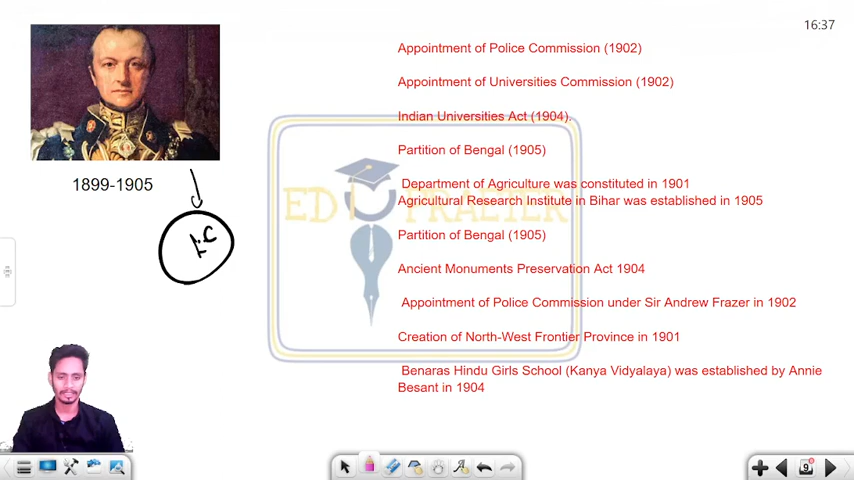 16:37
Appointment of Police Commission (1902)
Appointment of Universities Commission (1902)
Indian Universities Act (1904).
Partition of Bengal (1905)
1899-1905
Department of Agriculture was constituted in 1901
Agricultural Research Institute in Bihar was established in 1905
Partition of Bengal (1905)
Ancient Monuments Preservation Act 1904
Appointment of Police Commission under Sir Andrew Frazer in 1902
Creation of North-West Frontier Province in 1901
Benaras Hindu Girls School (Kanya Vidyalaya) was established by Annie
Besant in 1904
9